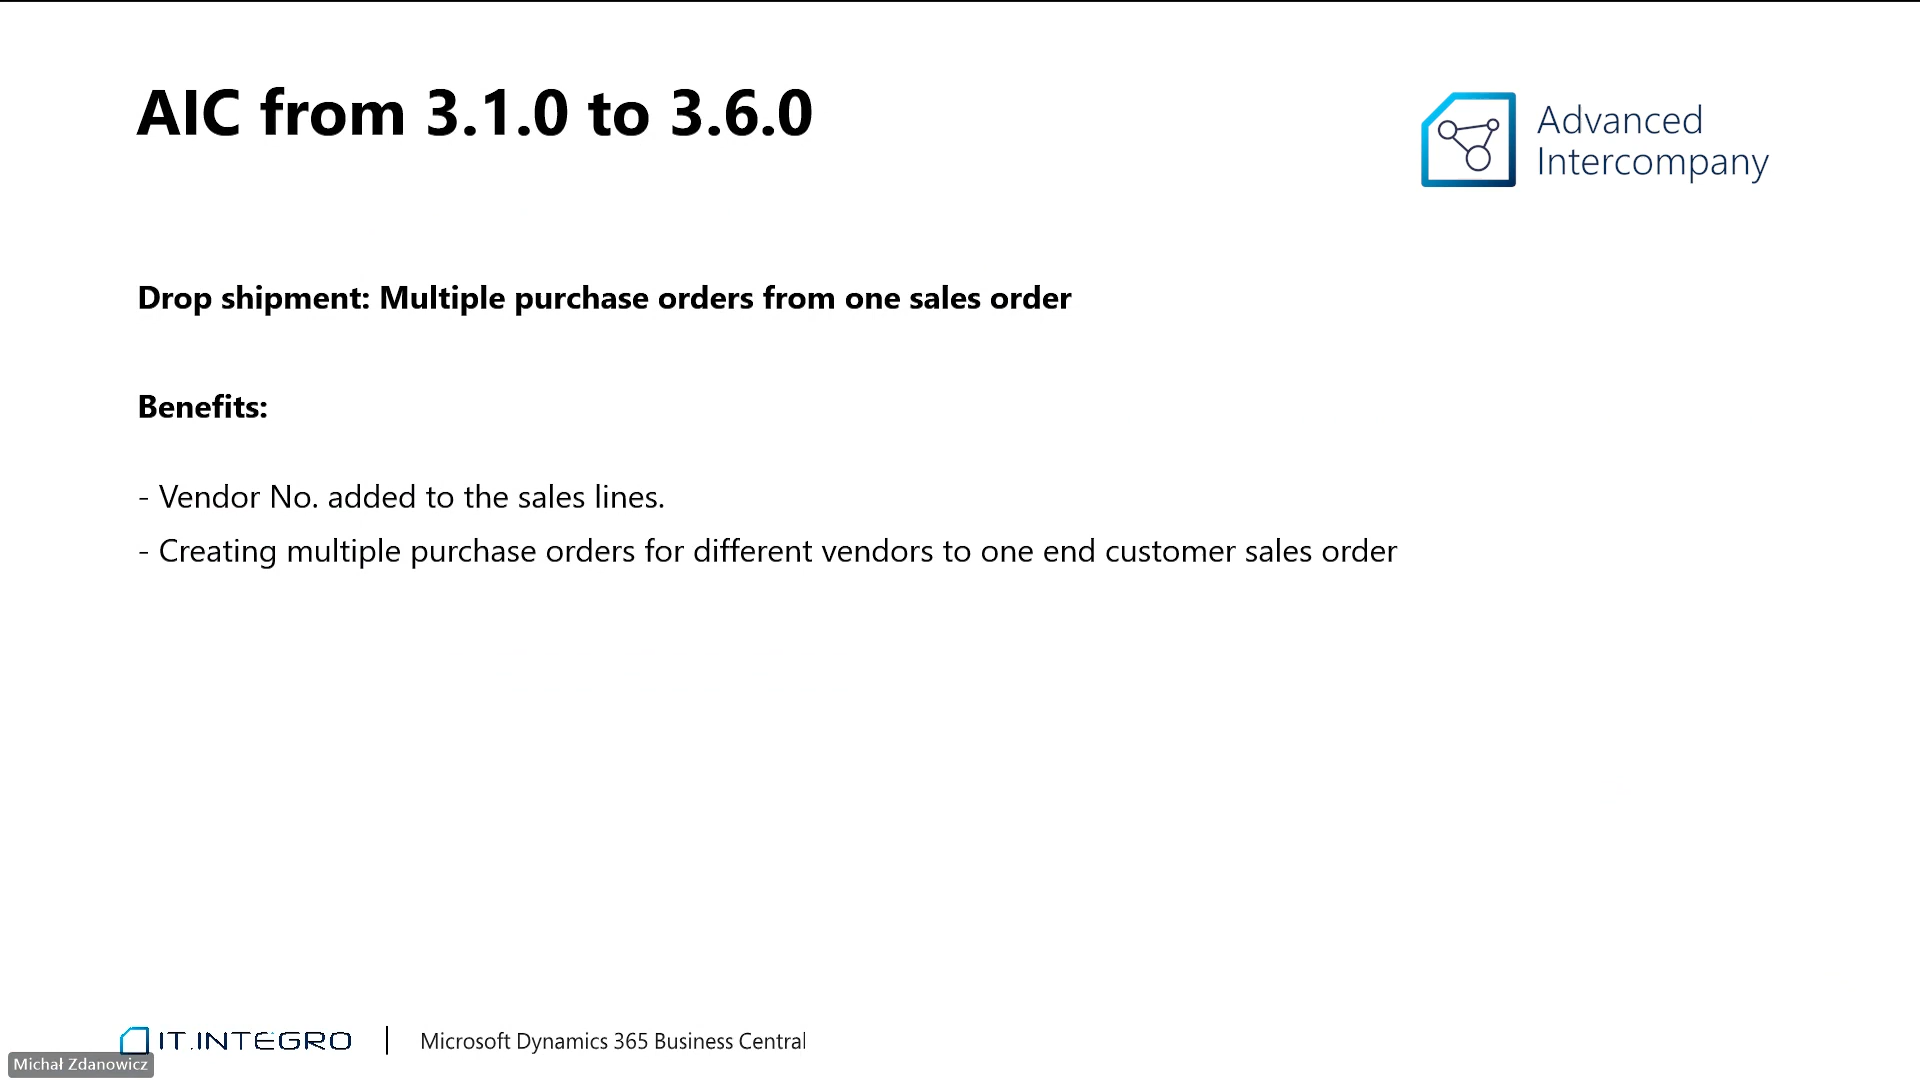 AIC from 3.1.0 to 3.6.0
Advanced
Intercompany
Drop shipment: Multiple purchase orders from one sales order
Benefits:
- Vendor No. added to the sales lines.
- Creating multiple purchase orders for different vendors to one end customer sales order
IT.INTEGRO
Microsoft Dynamics 365 Business Central
Michał Zdanowicz